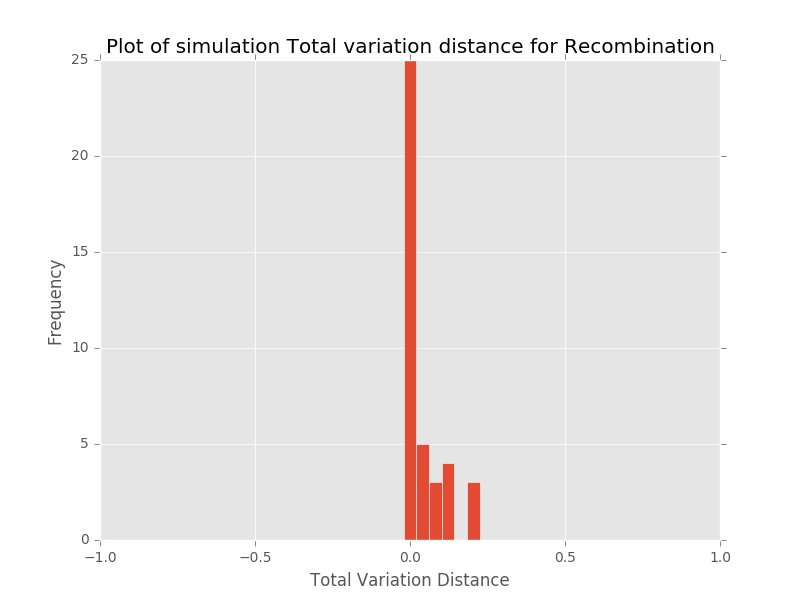 Plot of simulation Total variation distance for Recombination
25
20
15
10
5
0
Frequency
−1.0 −0.5 0.0 0.5 1.0
Total Variation Distance